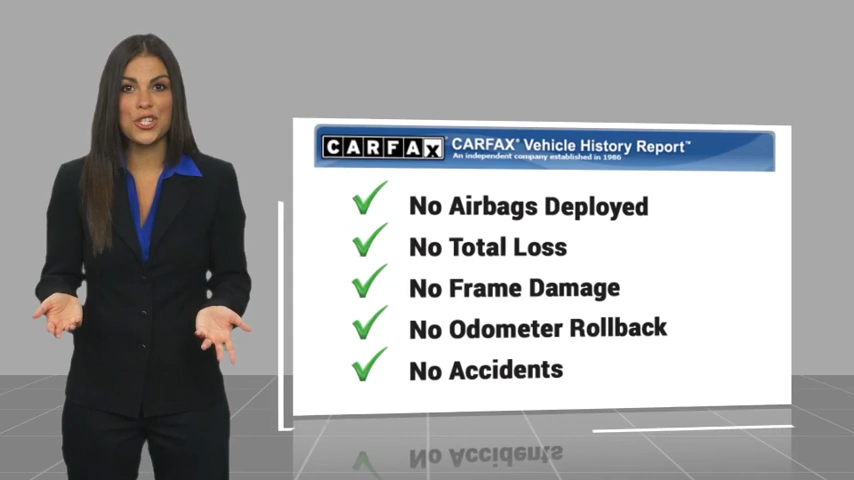 CARFAX
CARFAX® Vehicle History Report™
An independent company established in 1986
No Airbags Deployed
No Total Loss
No Frame Damage
No Odometer Rollback
No Accidents
No Accidents